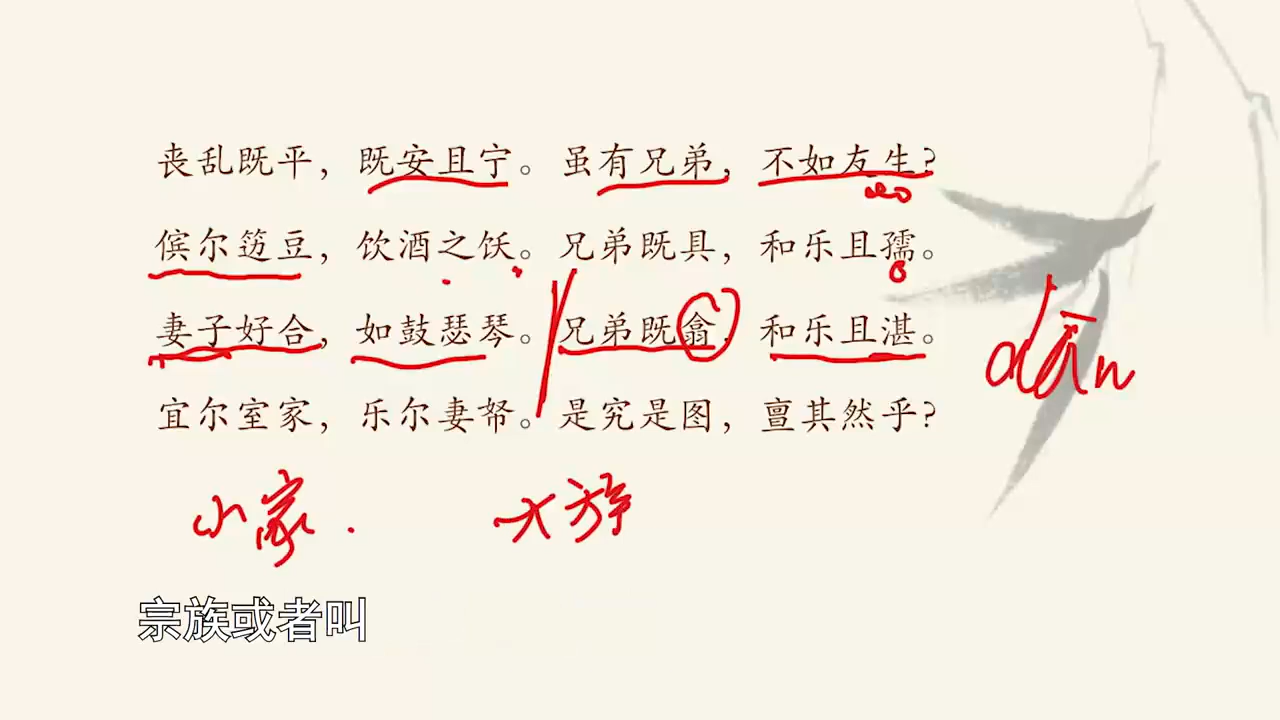 丧乱既平，既安且宁。虽有兄弟，不如友生？
傧尔笾豆，饮酒之饫。兄弟既具，和乐且孺。
妻子好合，如鼓瑟琴。兄弟既翕，和乐且湛。
dān
宜尔室家，乐尔妻帑。是究是图，亶其然乎？
小家.
大族
宗族或者叫